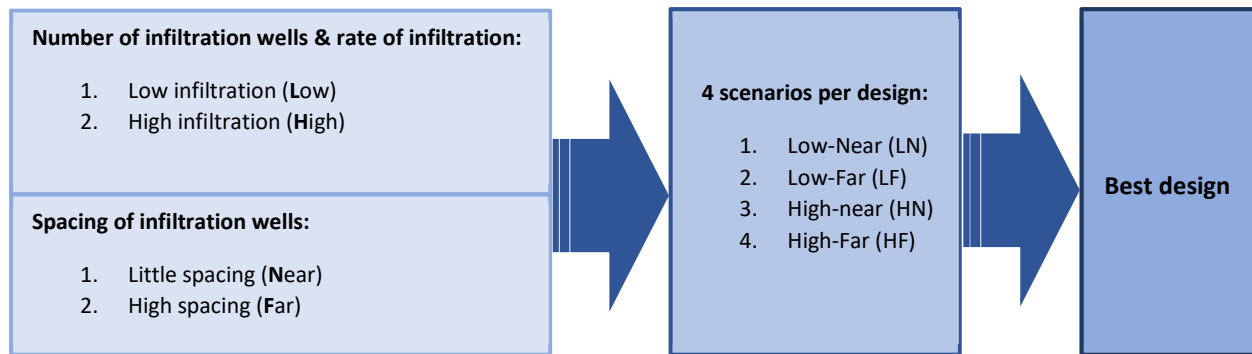 Number of infiltration wells & rate of infiltration:
1. Low infiltration (Low)
2. High infiltration (High)
Spacing of infiltration wells:
1. Little spacing (Near)
2. High spacing (Far)
4 scenarios per design:
1. Low-Near (LN)
2. Low-Far (LF)
3. High-near (HN)
4. High-Far (HF)
Best design